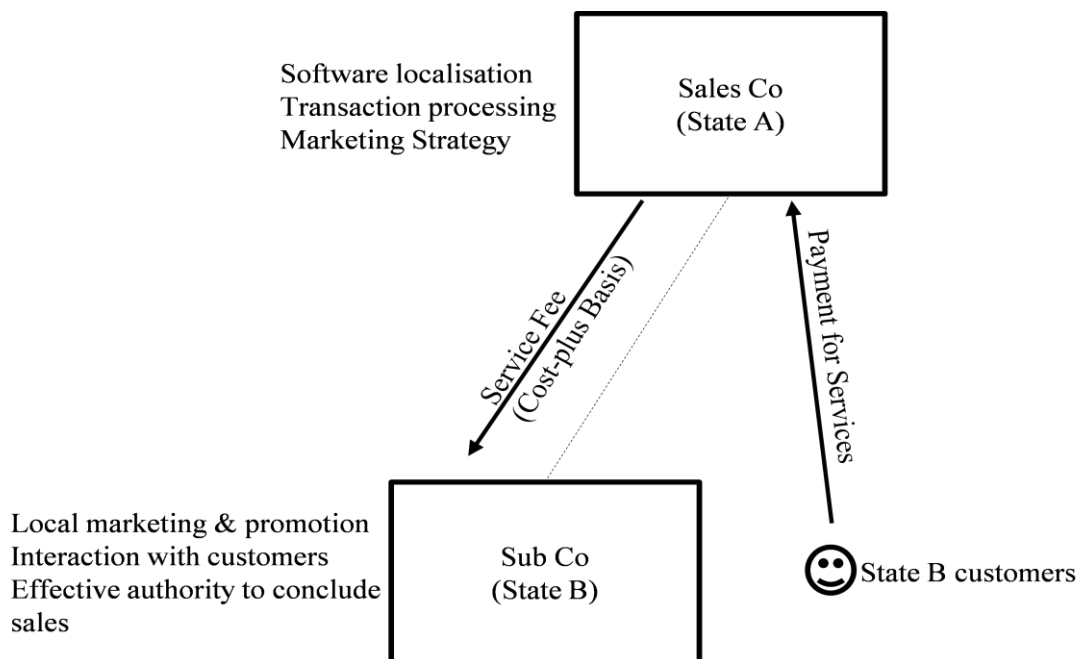 Software localisation
Transaction processing
Marketing Strategy
Sales Co
(State A)
Service Fee
(Cost-plus Basis)
Payment for Services
Local marketing & promotion
Interaction with customers
Effective authority to conclude
sales
Sub Co
(State B)
State B customers